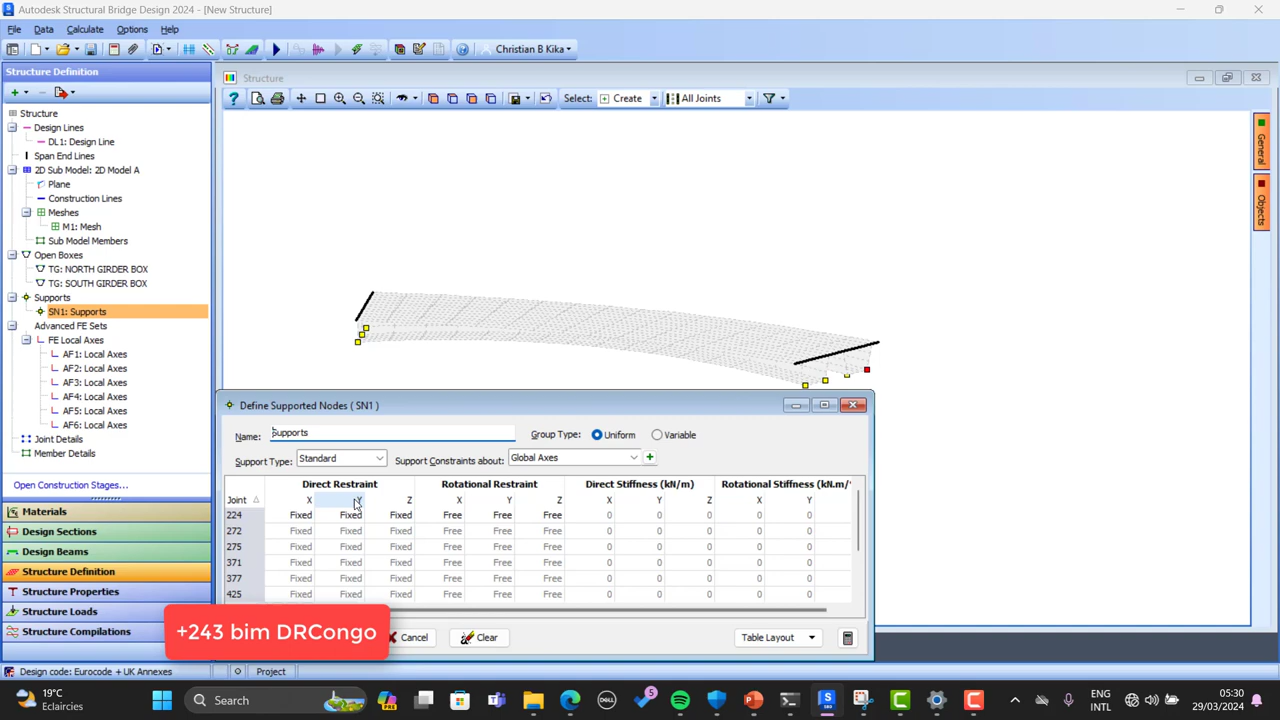 Autodesk Structural Bridge Design 2024 - [New Structure]
File Data Calculate Options Help
Christian B Kika
Structure Definition
Structure
Design Lines
DL1: Design Line
Span End Lines
2D Sub Model: 2D Model A
Plane
Construction Lines
Meshes
M1: Mesh
Sub Model Members
Open Boxes
TG: NORTH GIRDER BOX
TG: SOUTH GIRDER BOX
Supports
SN1: Supports
Advanced FE Sets
FE Local Axes
AF1: Local Axes
AF2: Local Axes
AF3: Local Axes
AF4: Local Axes
AF5: Local Axes
AF6: Local Axes
Joint Details
Member Details
Open Construction Stages...
Materials
Design Sections
Design Beams
Structure Definition
Structure Properties
Structure Loads
Structure Compilations
Structure
Select: Create All Joints
General
Objects
Define Supported Nodes ( SN1 )
Name: Supports Group Type: Uniform Variable
Support Type: Standard Support Constraints about: Global Axes
Direct Restraint Rotational Restraint Direct Stiffness (kN/m) Rotational Stiffness (kN.m/°
Joint X Y Z X Y Z X Y Z X Y
224 Fixed Fixed Fixed Free Free Free 0 0 0 0 0
272 Fixed Fixed Fixed Free Free Free 0 0 0 0 0
275 Fixed Fixed Fixed Free Free Free 0 0 0 0 0
371 Fixed Fixed Fixed Free Free Free 0 0 0 0 0
377 Fixed Fixed Fixed Free Free Free 0 0 0 0 0
425 Fixed Fixed Fixed Free Free Free 0 0 0 0 0
Cancel Clear Table Layout
+243 bim DRCongo
Design code: Eurocode + UK Annexes Project
19°C
Eclaircies
Search
PRE
DELL
5
SBD
ENG
INTL
05:30
29/03/2024